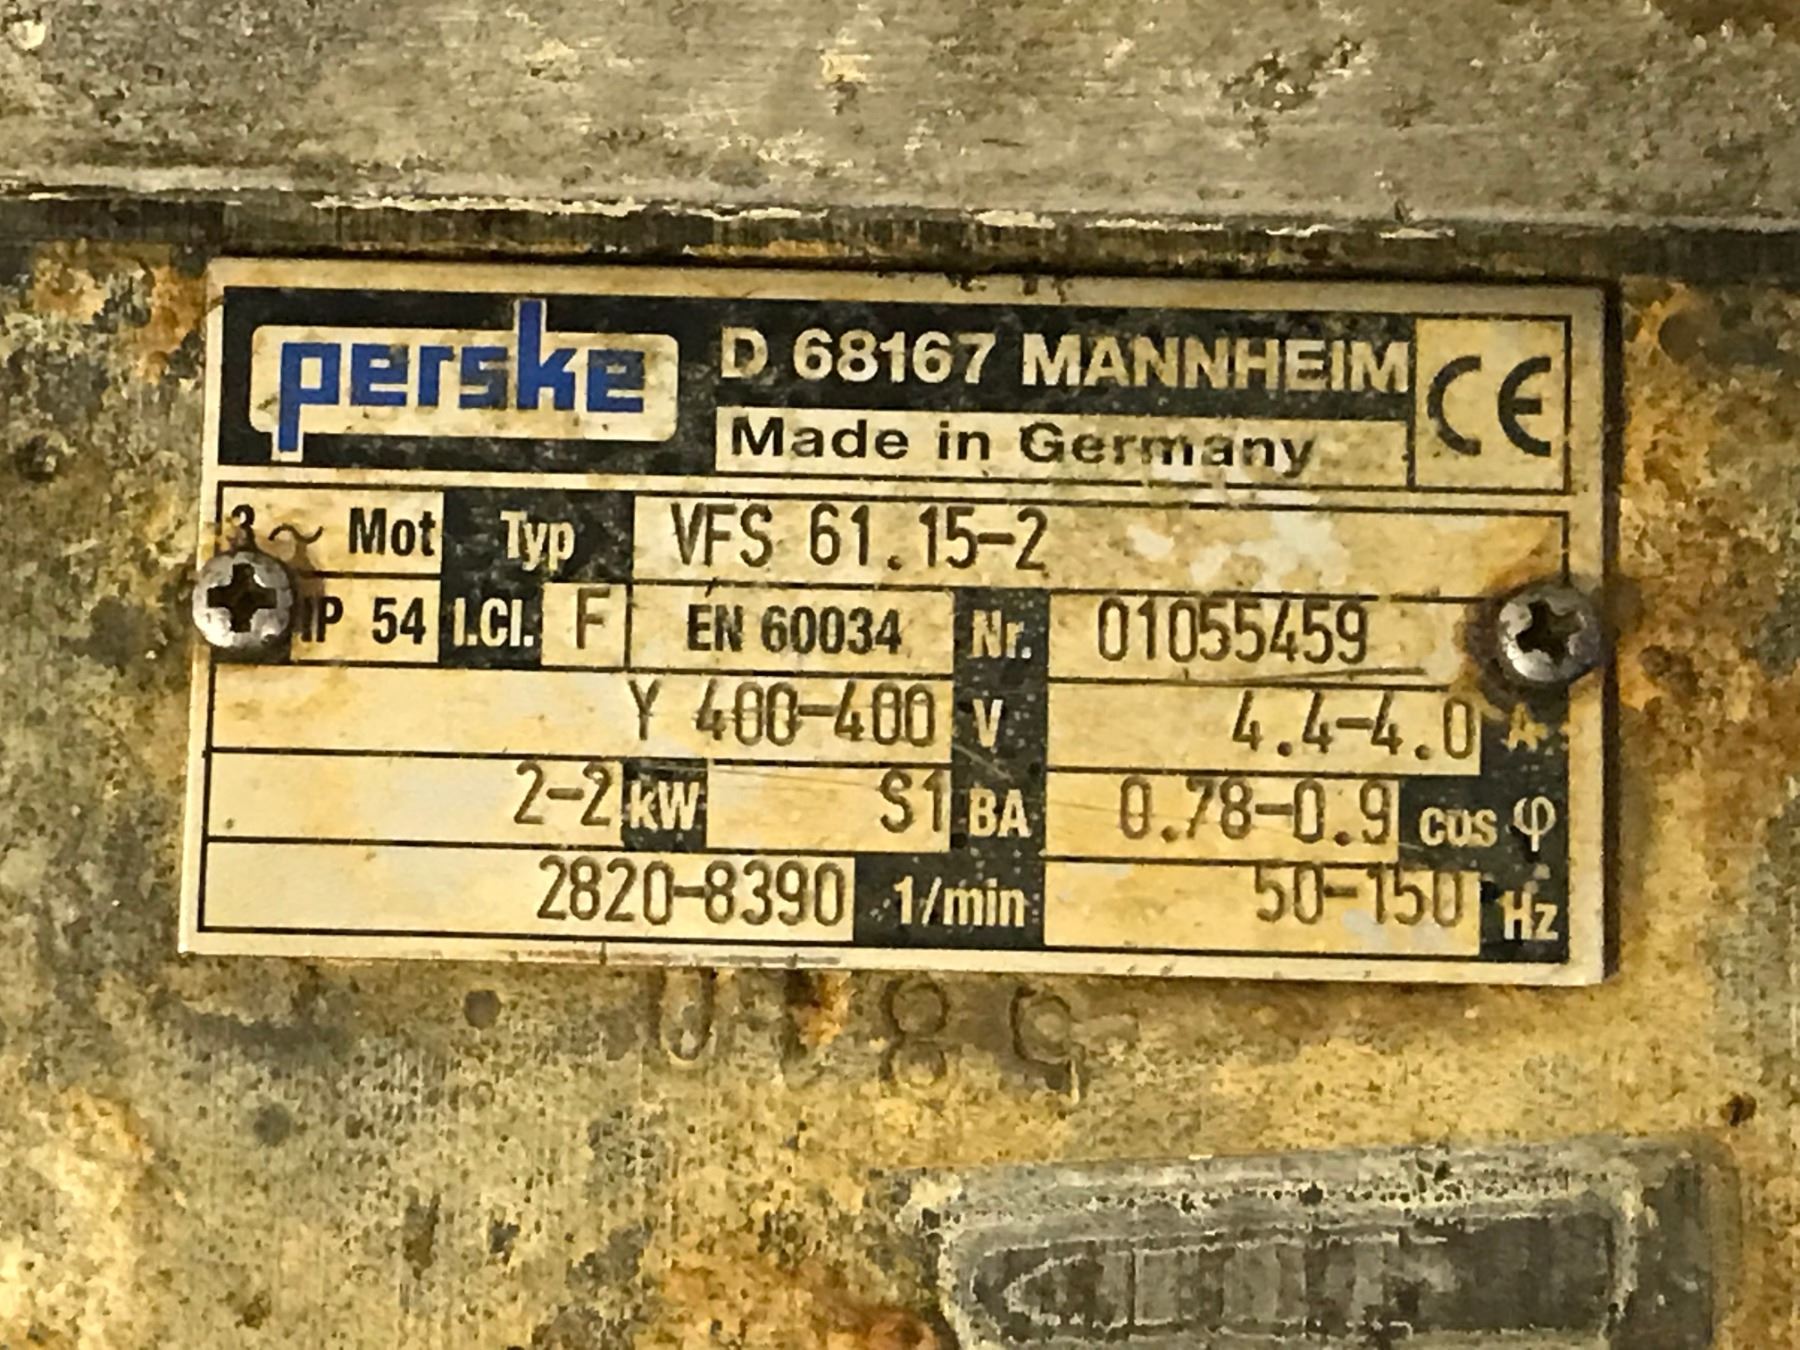 perske D 68167 MANNHEIM CE
Made in Germany
3 ~ Mot Typ VFS 61.15-2
IP 54 I.Cl. F EN 60034 Nr. 01055459
Y 400-400 V 4.4-4.0 A
2-2 kW S1 BA 0.78-0.9 cos φ
2820-8390 1/min 50-150 Hz